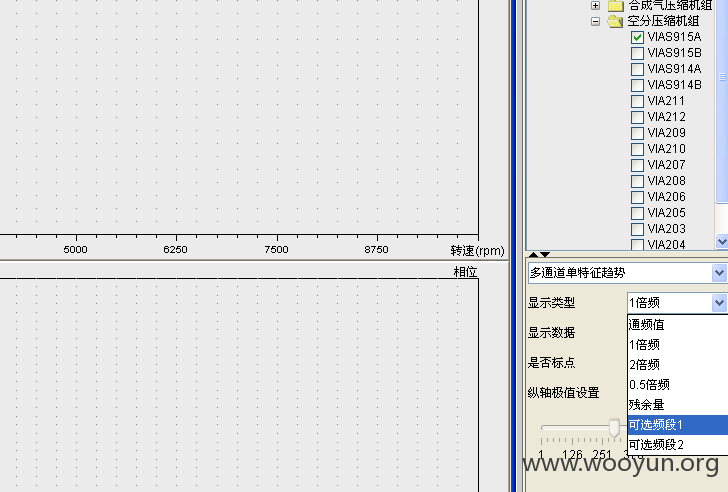 合成气压缩机组
空分压缩机组
VIAS915A
VIAS915B
VIAS914A
VIAS914B
VIA211
VIA212
VIA209
VIA210
VIA207
VIA208
VIA206
VIA205
VIA203
VIA204
5000 6250 7500 8750 转速(rpm)
相位
多通道单特征趋势
显示类型 1倍频
通频值
显示数据
1倍频
是否标点 2倍频
0.5倍频
纵轴极值设置
残余量
可选频段1
可选频段2
1 126 251
www.wooyun.org